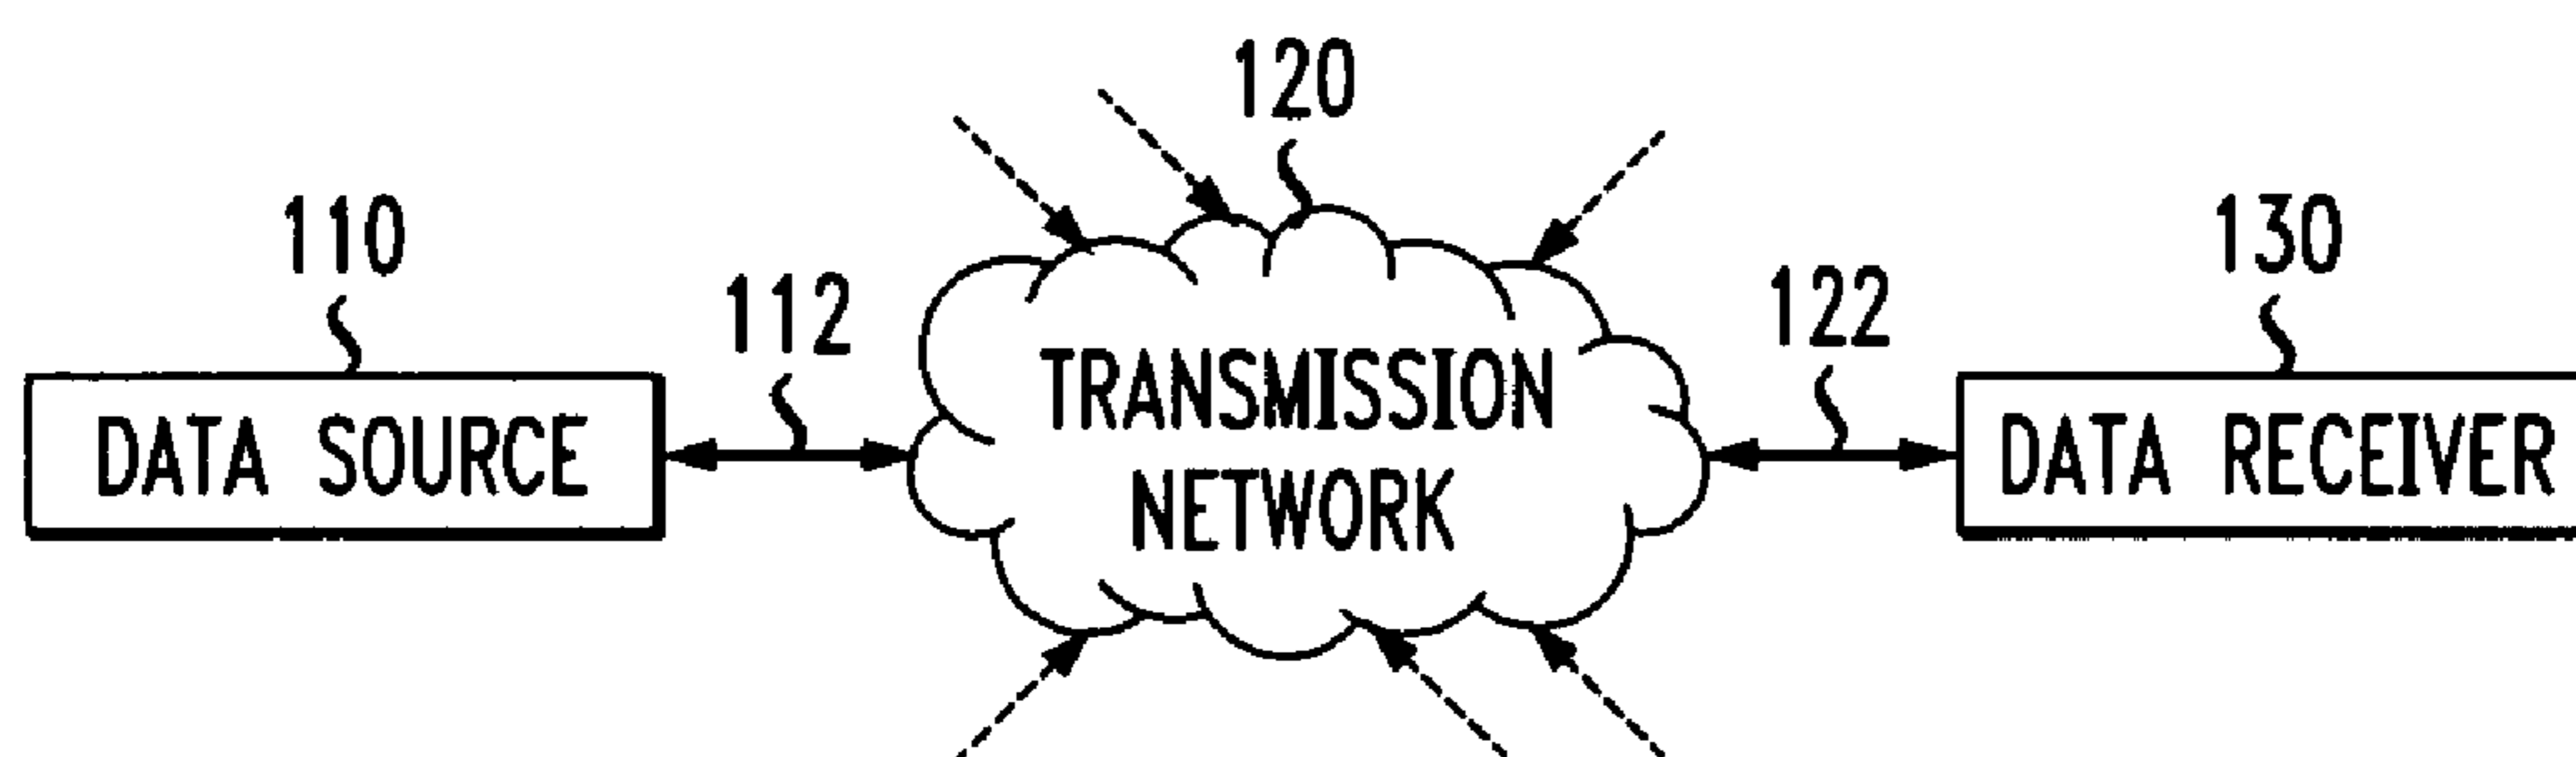 120
110
130
112
122
DATA SOURCE
TRANSMISSION
NETWORK
DATA RECEIVER